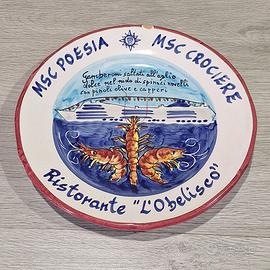 MSC POESIA
MSC CROCIERE
Gamberoni saltati all'aglio
dolce nel nido di spinaci novelli
con pinoli olive e capperi
Ristorante "L'Obelisco"